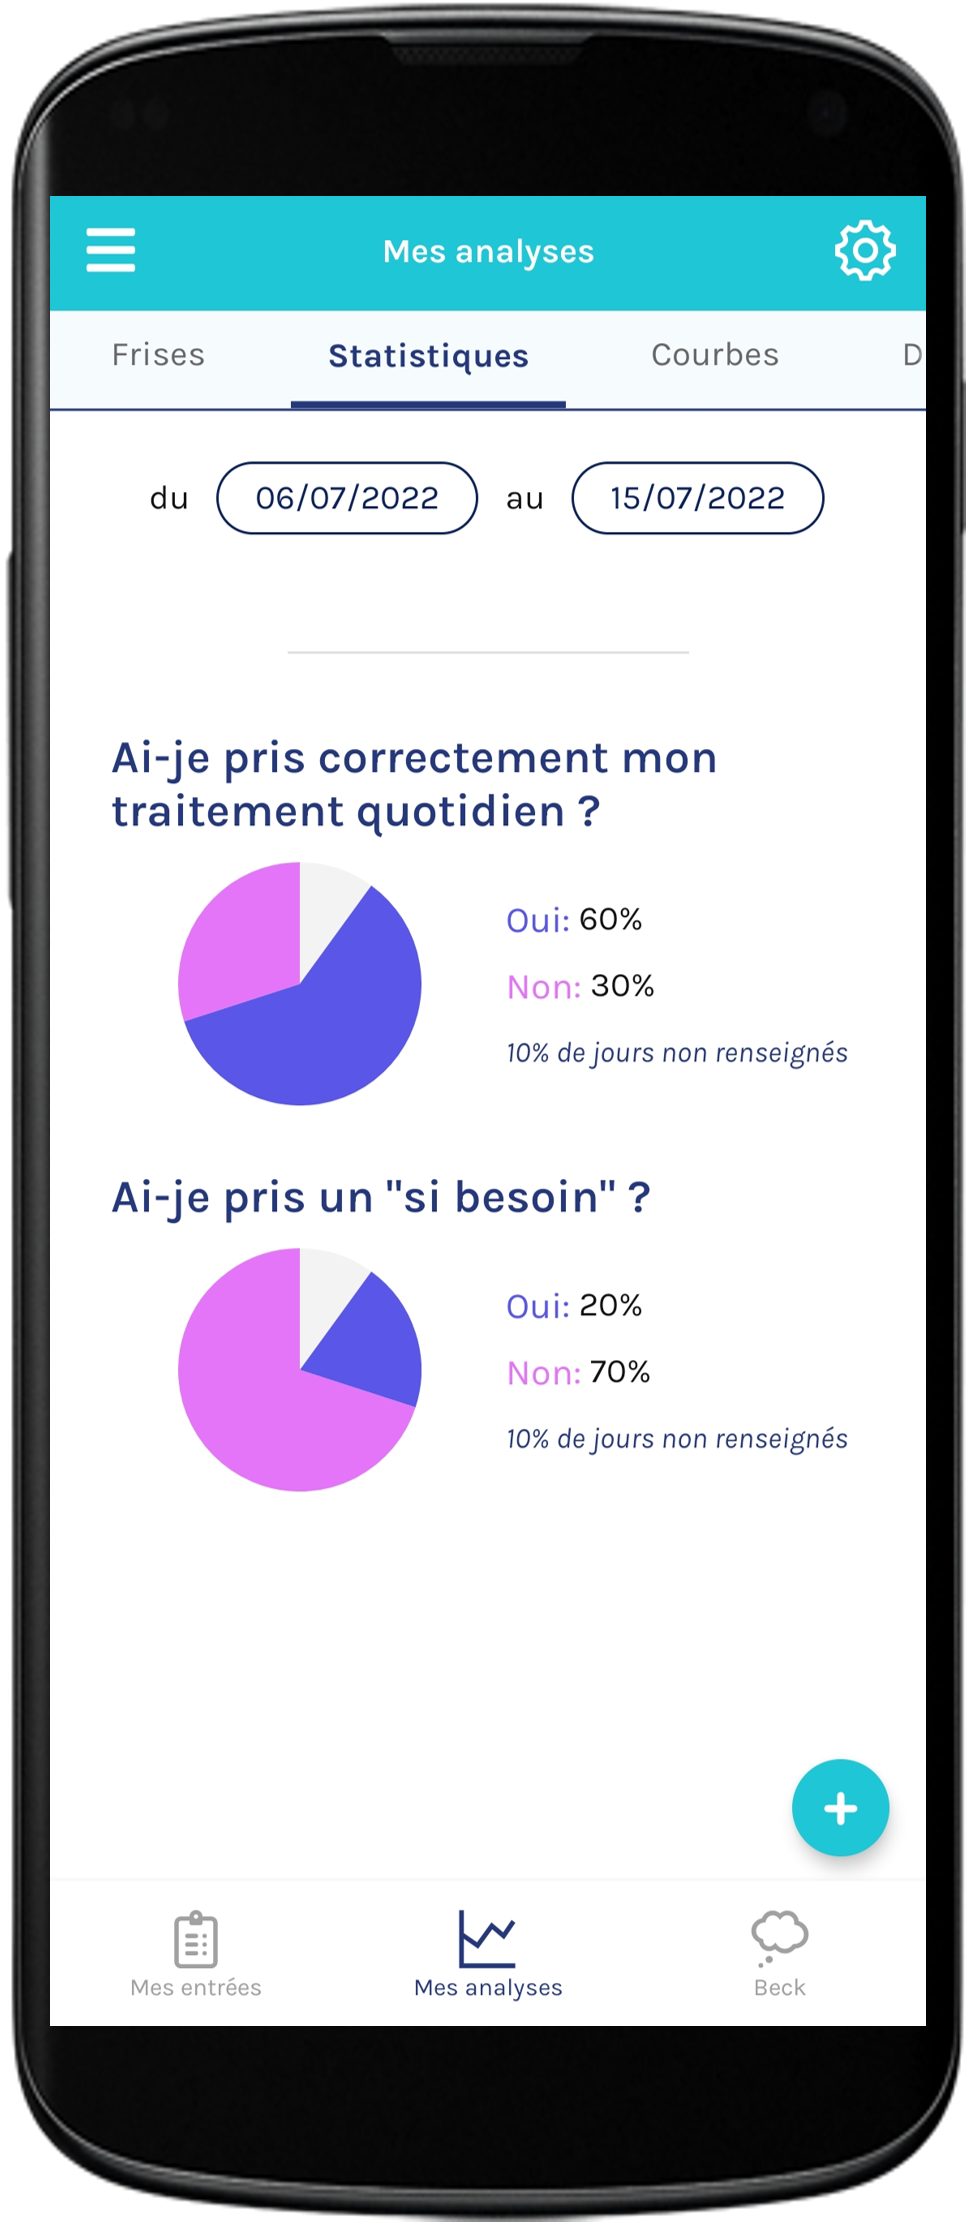 Mes analyses
Frises Statistiques Courbes D
du 06/07/2022 au 15/07/2022
Ai-je pris correctement mon
traitement quotidien ?
Oui: 60%
Non: 30%
10% de jours non renseignés
Ai-je pris un "si besoin" ?
Oui: 20%
Non: 70%
10% de jours non renseignés
Mes entrées Mes analyses Beck